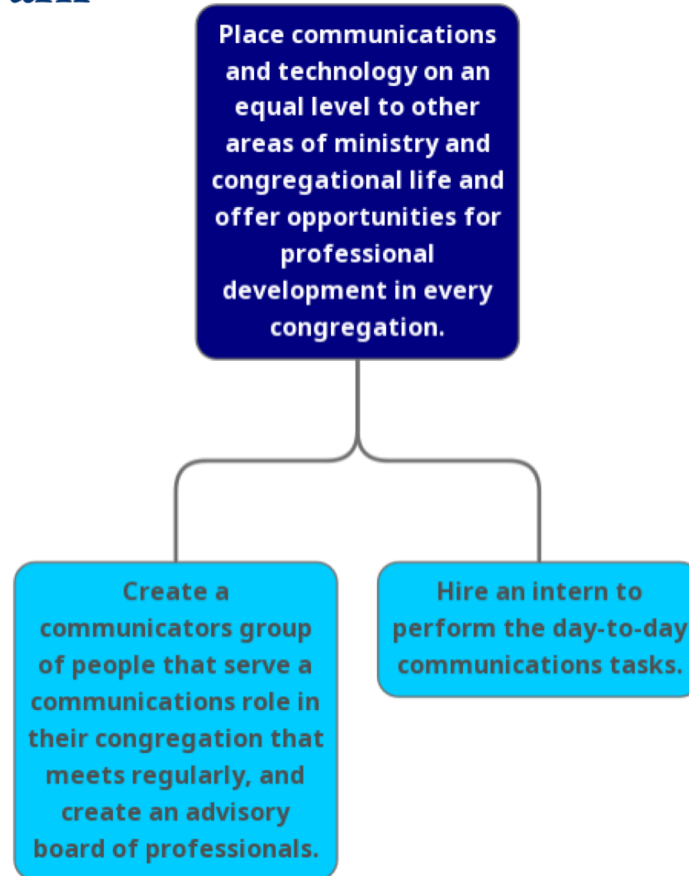 Place communications
and technology on an
equal level to other
areas of ministry and
congregational life and
offer opportunities for
professional
development in every
congregation.
Create a
communicators group
of people that serve a
communications role in
their congregation that
meets regularly, and
create an advisory
board of professionals.
Hire an intern to
perform the day-to-day
communications tasks.